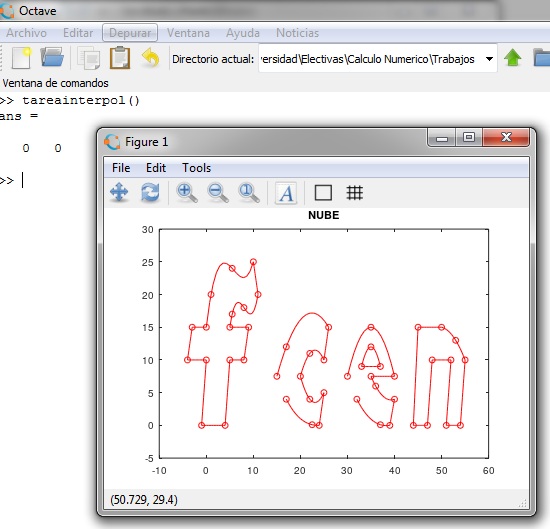 Octave
Archivo Editar Depurar Ventana Ayuda Noticias
Directorio actual: versidad\Electivas\Calculo Numerico\Trabajos
Ventana de comandos
>> tareainterpol()
ans =
0 0
>>
Figure 1
File Edit Tools
A
NUBE
30
25
20
15
10
5
0
-5
-10 0 10 20 30 40 50 60
fcen
(50.729, 29.4)